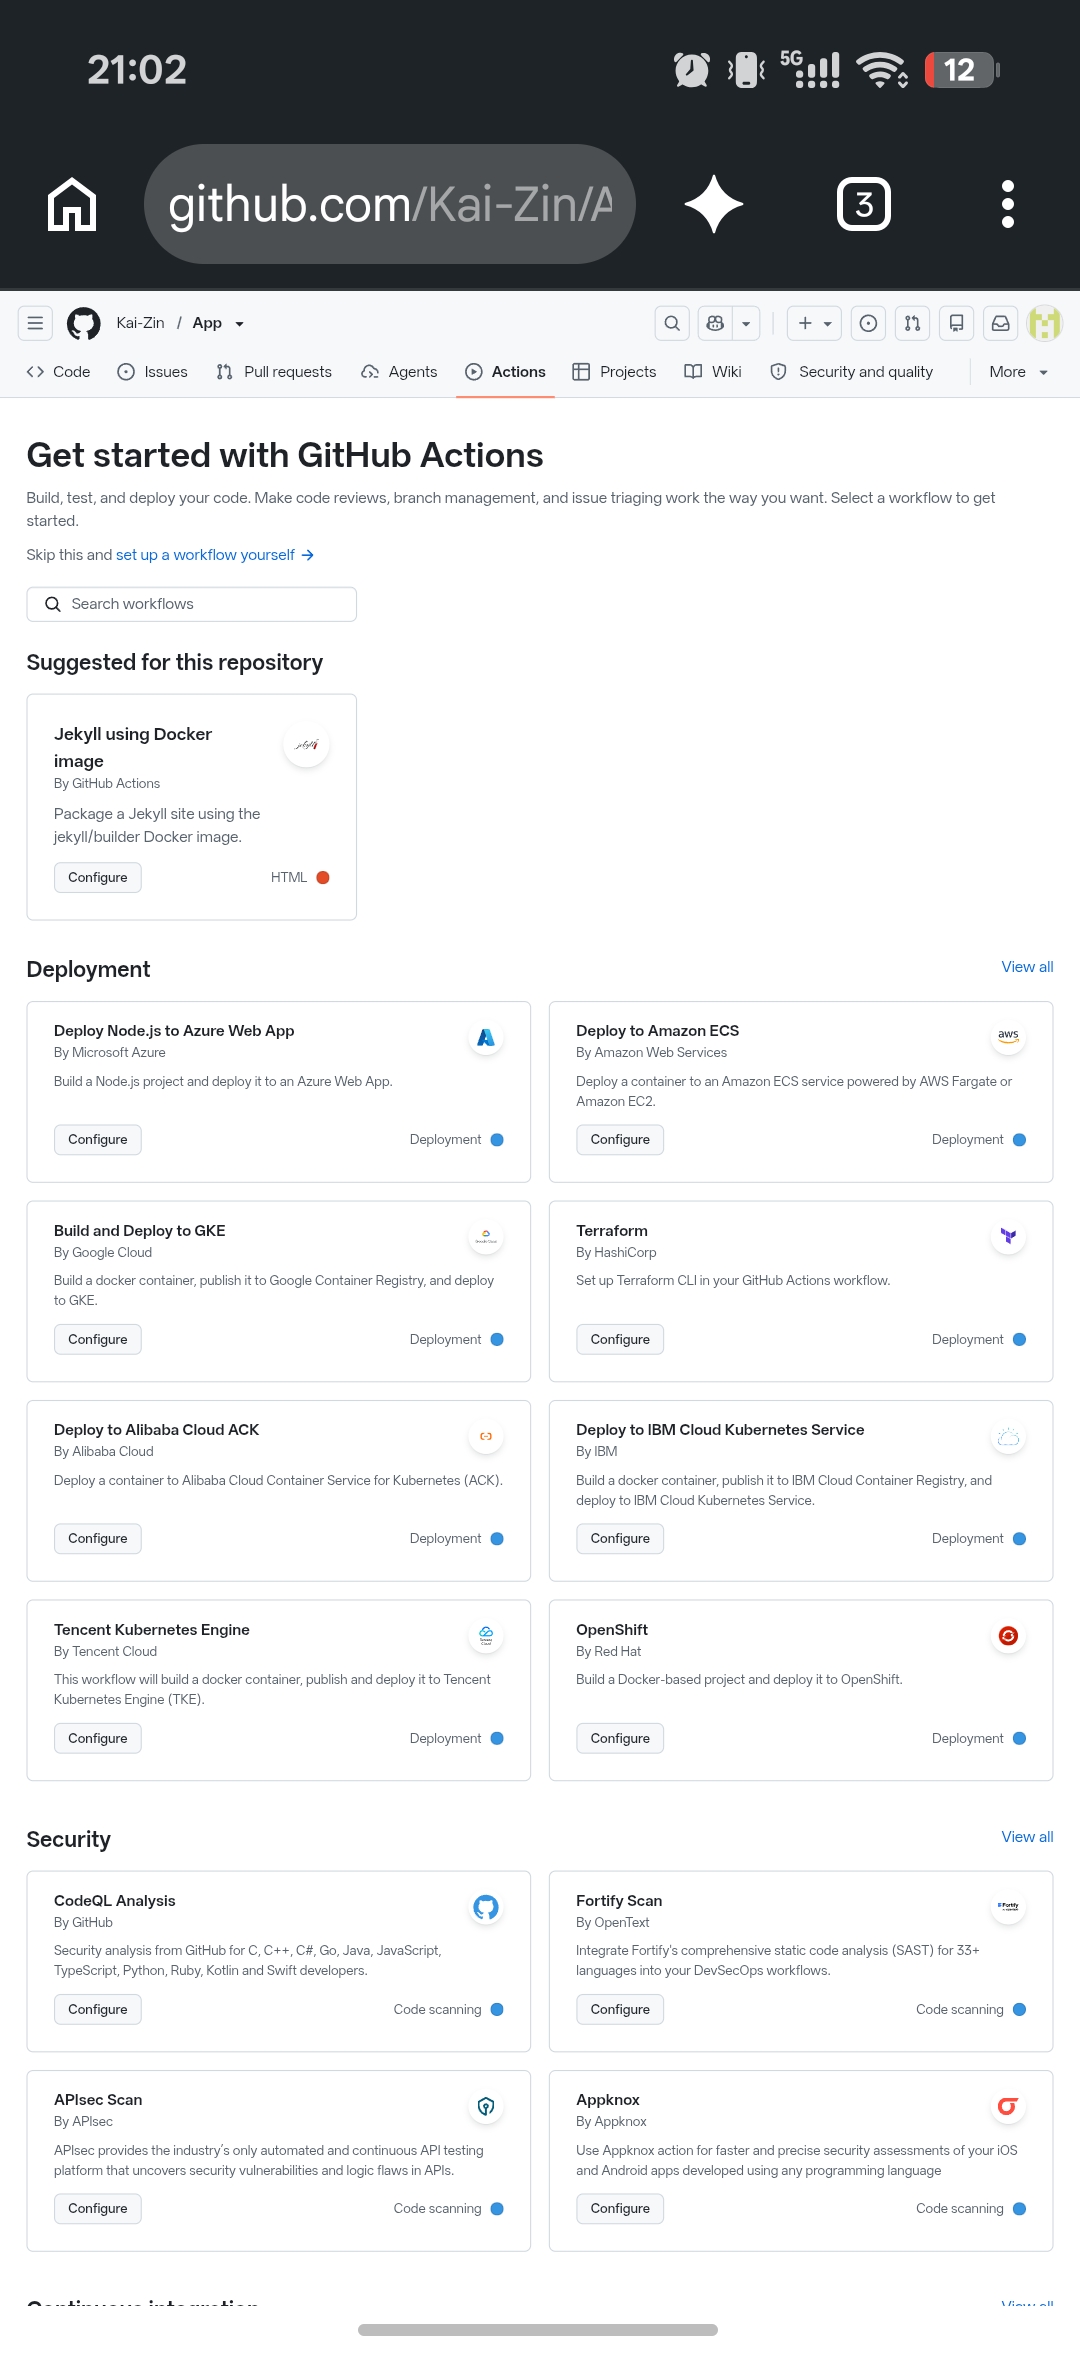 21:02
5G
12
github.com/Kai-Zin/A
3
Kai-Zin / App
Code
Issues
Pull requests
Agents
Actions
Projects
Wiki
Security and quality
More
Get started with GitHub Actions
Build, test, and deploy your code. Make code reviews, branch management, and issue triaging work the way you want. Select a workflow to get
started.
Skip this and set up a workflow yourself →
Search workflows
Suggested for this repository
Jekyll using Docker
image
jekyll
By GitHub Actions
Package a Jekyll site using the
jekyll/builder Docker image.
Configure
HTML
Deployment
View all
Deploy Node.js to Azure Web App
By Microsoft Azure
Build a Node.js project and deploy it to an Azure Web App.
Configure
Deployment
Deploy to Amazon ECS
aws
By Amazon Web Services
Deploy a container to an Amazon ECS service powered by AWS Fargate or
Amazon EC2.
Configure
Deployment
Build and Deploy to GKE
Google Cloud
By Google Cloud
Build a docker container, publish it to Google Container Registry, and deploy
to GKE.
Configure
Deployment
Terraform
By HashiCorp
Set up Terraform CLI in your GitHub Actions workflow.
Configure
Deployment
Deploy to Alibaba Cloud ACK
By Alibaba Cloud
Deploy a container to Alibaba Cloud Container Service for Kubernetes (ACK).
Configure
Deployment
Deploy to IBM Cloud Kubernetes Service
By IBM
Build a docker container, publish it to IBM Cloud Container Registry, and
deploy to IBM Cloud Kubernetes Service.
Configure
Deployment
Tencent Kubernetes Engine
Tencent
Cloud
By Tencent Cloud
This workflow will build a docker container, publish and deploy it to Tencent
Kubernetes Engine (TKE).
Configure
Deployment
OpenShift
By Red Hat
Build a Docker-based project and deploy it to OpenShift.
Configure
Deployment
Security
View all
CodeQL Analysis
By GitHub
Security analysis from GitHub for C, C++, C#, Go, Java, JavaScript,
TypeScript, Python, Ruby, Kotlin and Swift developers.
Configure
Code scanning
Fortify Scan
Fortify
By OpenText
Integrate Fortify's comprehensive static code analysis (SAST) for 33+
languages into your DevSecOps workflows.
Configure
Code scanning
APIsec Scan
By APIsec
APIsec provides the industry's only automated and continuous API testing
platform that uncovers security vulnerabilities and logic flaws in APIs.
Configure
Code scanning
Appknox
By Appknox
Use Appknox action for faster and precise security assessments of your iOS
and Android apps developed using any programming language
Configure
Code scanning
Continuous integration
View all